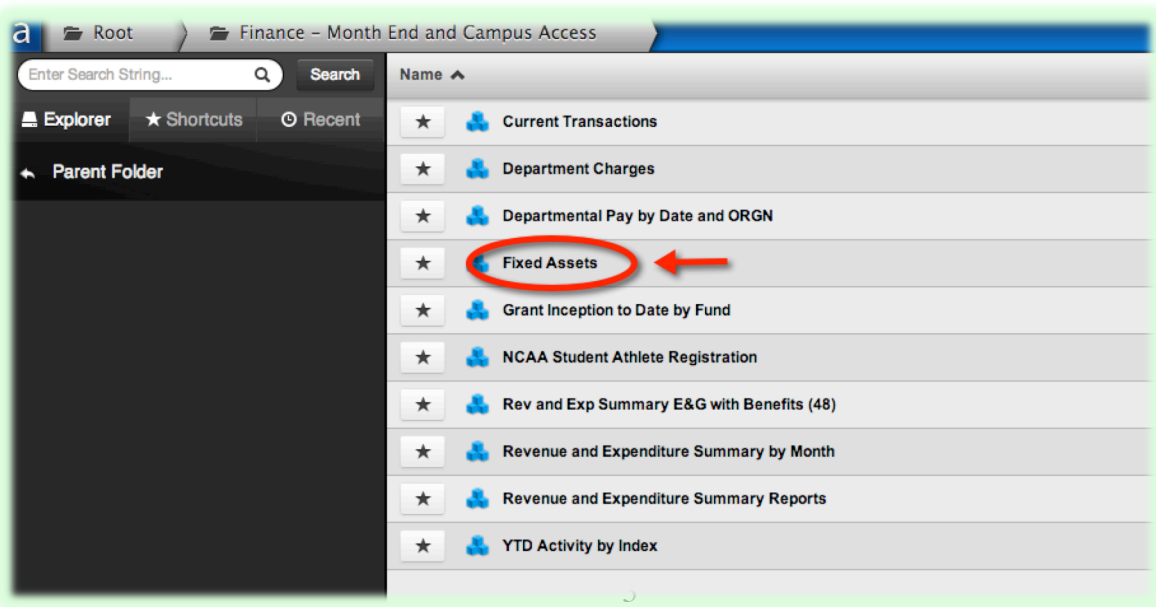 a Root Finance – Month End and Campus Access
Enter Search String... Search
Explorer Shortcuts Recent
Parent Folder
Name
Current Transactions
Department Charges
Departmental Pay by Date and ORGN
Fixed Assets
Grant Inception to Date by Fund
NCAA Student Athlete Registration
Rev and Exp Summary E&G with Benefits (48)
Revenue and Expenditure Summary by Month
Revenue and Expenditure Summary Reports
YTD Activity by Index